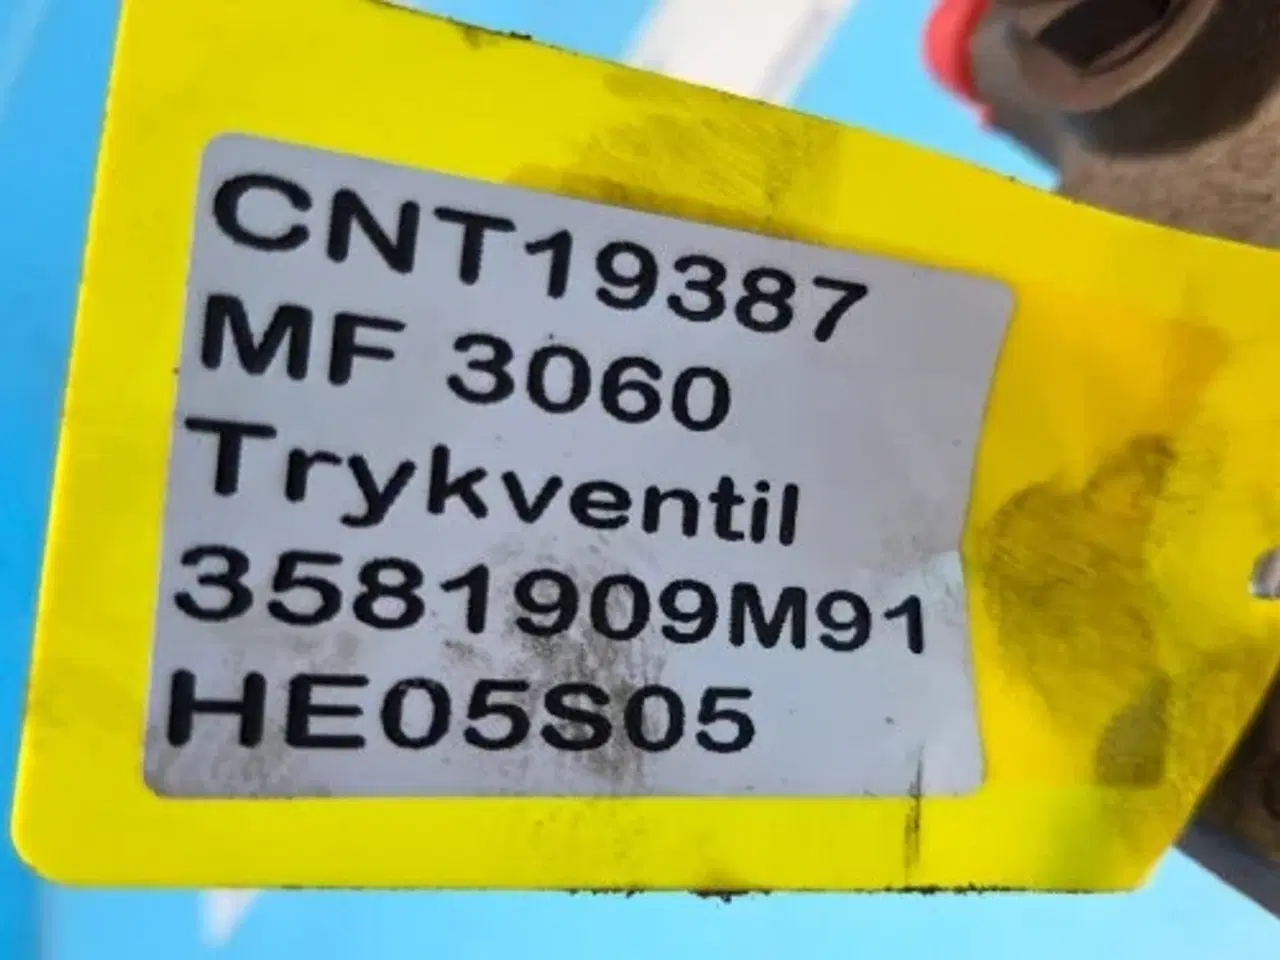 CNT19387
MF 3060
Trykventil
3581909M91
HE05S05